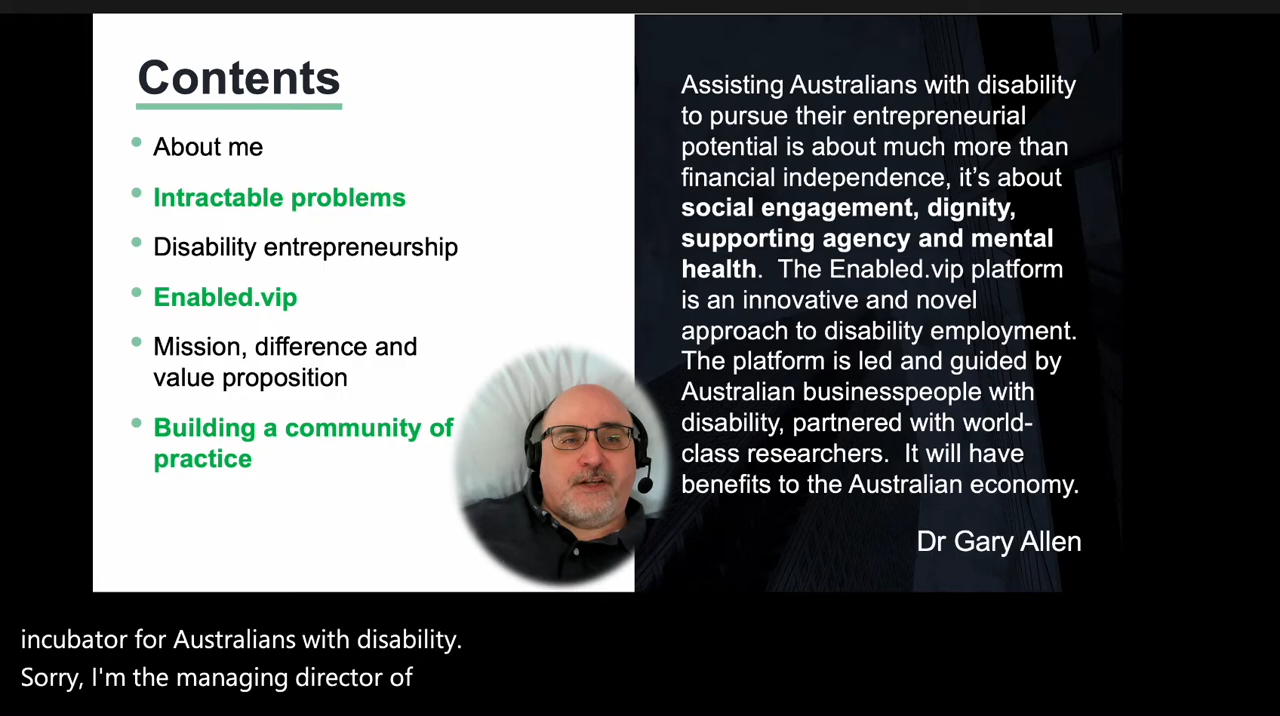 Contents
About me
Intractable problems
Disability entrepreneurship
Enabled.vip
Mission, difference and
value proposition
Building a community of
practice
Assisting Australians with disability
to pursue their entrepreneurial
potential is about much more than
financial independence, it’s about
social engagement, dignity,
supporting agency and mental
health.  The Enabled.vip platform
is an innovative and novel
approach to disability employment.
The platform is led and guided by
Australian businesspeople with
disability, partnered with world-
class researchers.  It will have
benefits to the Australian economy.
Dr Gary Allen
incubator for Australians with disability.
Sorry, I'm the managing director of